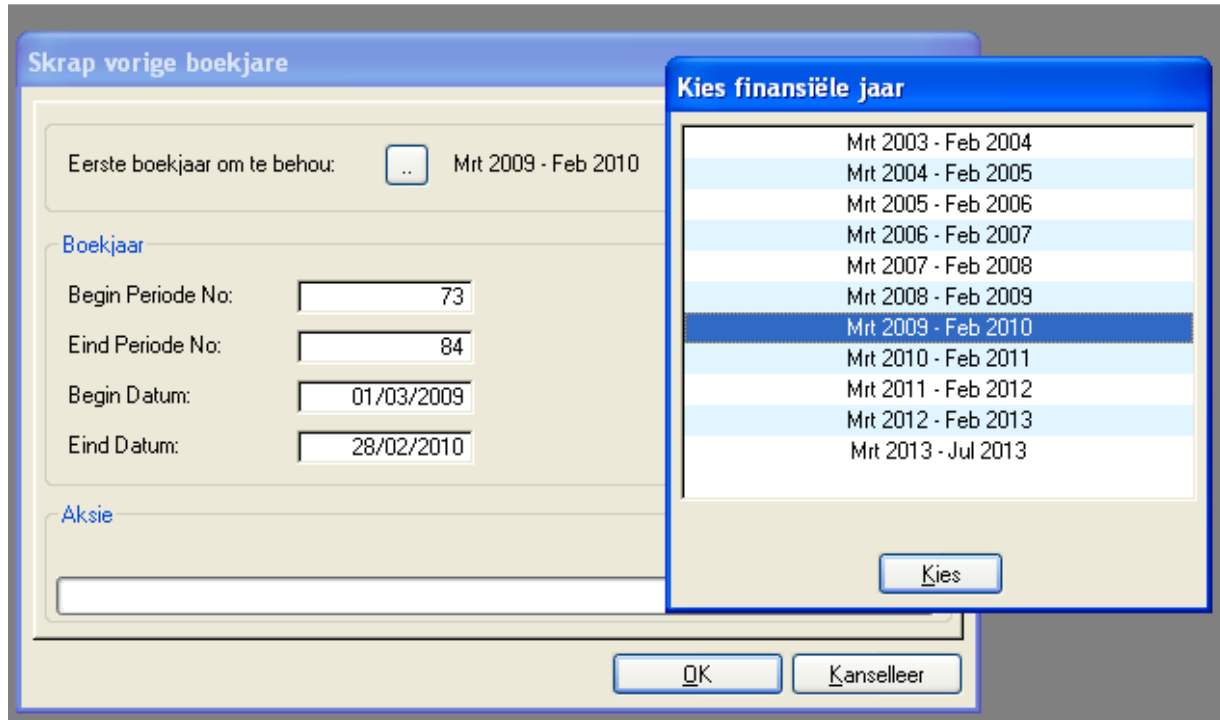 Skrap vorige boekjare
Eerste boekjaar om te behou:
..
Mrt 2009 - Feb 2010
Boekjaar
Begin Periode No:
73
Eind Periode No:
84
Begin Datum:
01/03/2009
Eind Datum:
28/02/2010
Aksie
OK
Kanselleer
Kies finansiële jaar
Mrt 2003 - Feb 2004
Mrt 2004 - Feb 2005
Mrt 2005 - Feb 2006
Mrt 2006 - Feb 2007
Mrt 2007 - Feb 2008
Mrt 2008 - Feb 2009
Mrt 2009 - Feb 2010
Mrt 2010 - Feb 2011
Mrt 2011 - Feb 2012
Mrt 2012 - Feb 2013
Mrt 2013 - Jul 2013
Kies